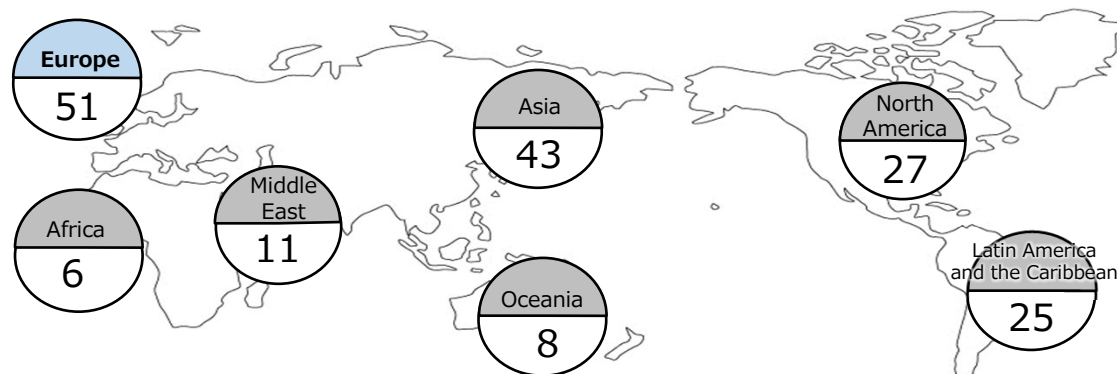 Europe
51
Asia
43
North
America
27
Middle
East
11
Africa
6
Latin America
and the Caribbean
25
Oceania
8